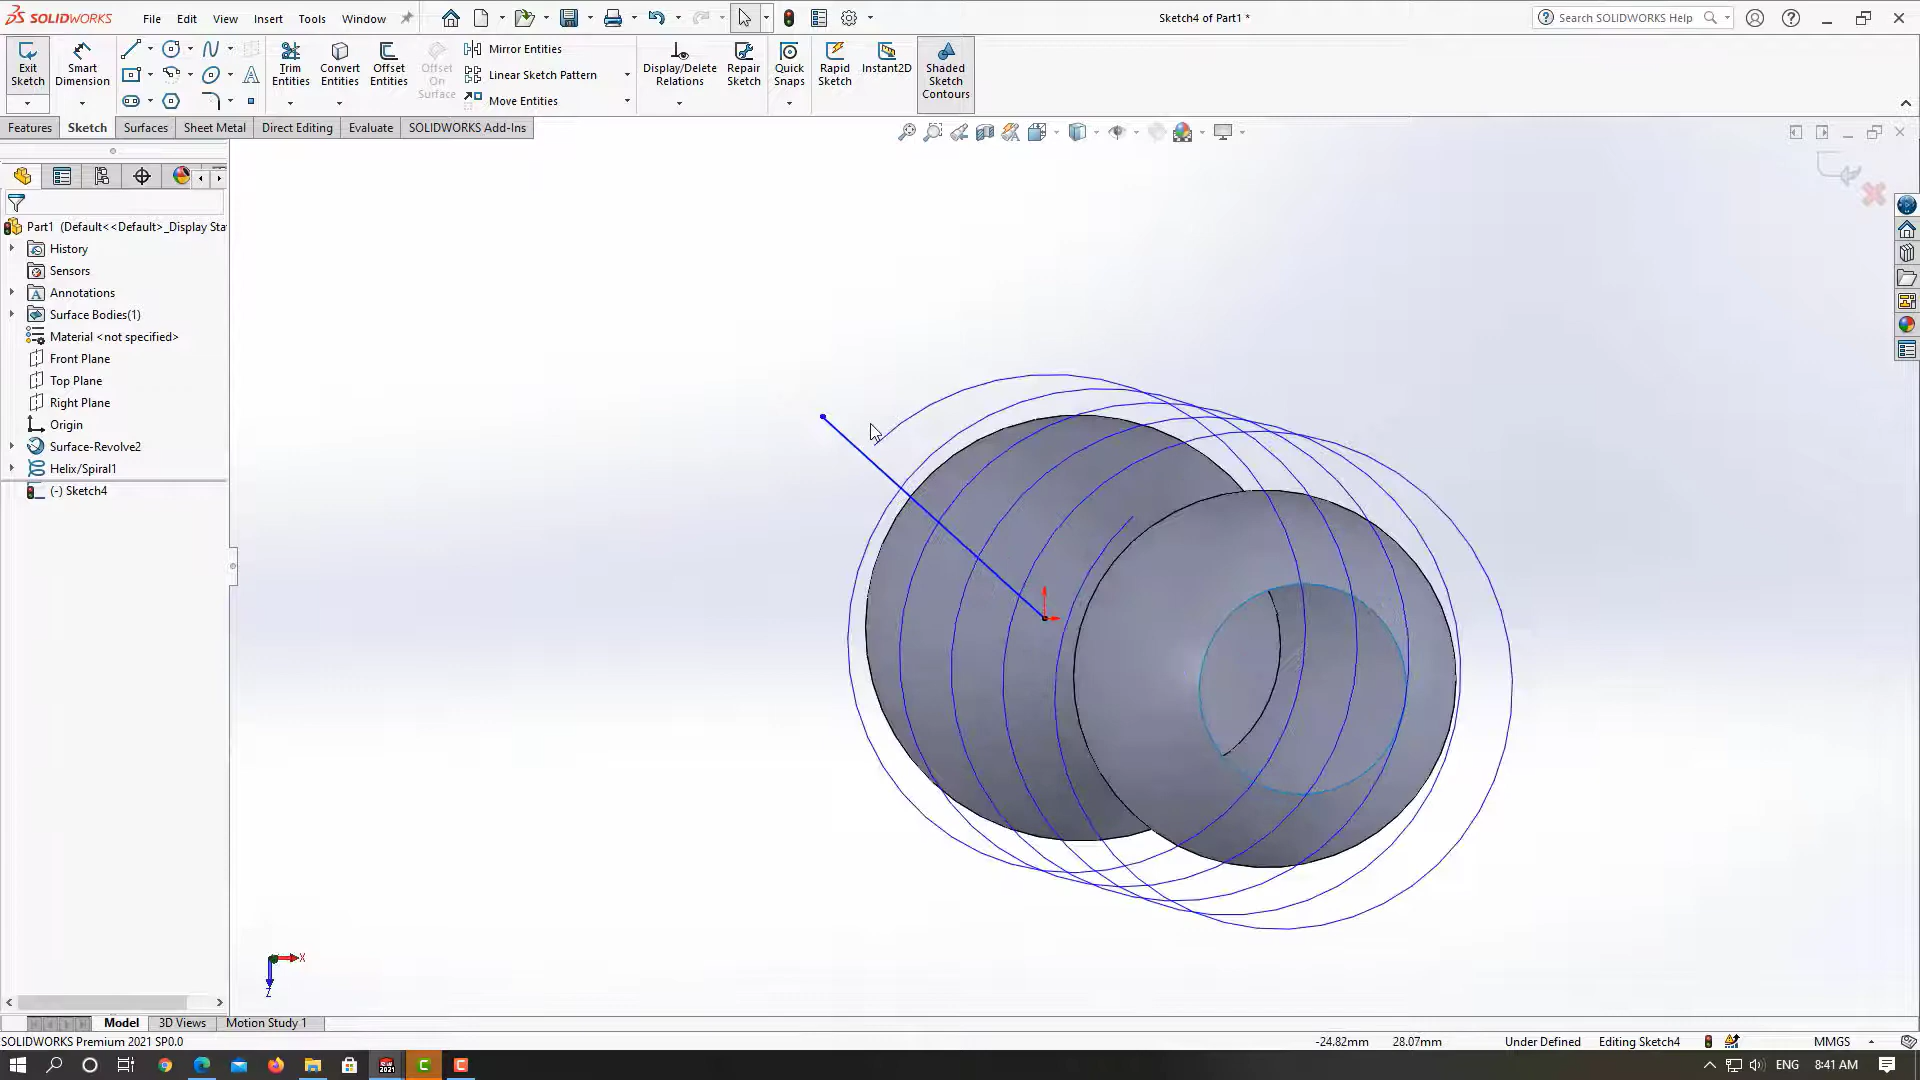 SOLIDWORKS
File
Edit
View
Insert
Tools
Window
Sketch4 of Part1 *
Search SOLIDWORKS Help
Exit Sketch
Smart Dimension
Trim Entities
Convert Entities
Offset Entities
Offset On Surface
Mirror Entities
Linear Sketch Pattern
Move Entities
Display/Delete Relations
Repair Sketch
Quick Snaps
Rapid Sketch
Instant2D
Shaded Sketch Contours
Features
Sketch
Surfaces
Sheet Metal
Direct Editing
Evaluate
SOLIDWORKS Add-Ins
Part1 (Default<<Default>_Display Sta
History
Sensors
Annotations
Surface Bodies(1)
Material <not specified>
Front Plane
Top Plane
Right Plane
Origin
Surface-Revolve2
Helix/Spiral1
(-) Sketch4
X
Z
Model
3D Views
Motion Study 1
SOLIDWORKS Premium 2021 SP0.0
-24.82mm
28.07mm
Under Defined
Editing Sketch4
MMGS
2021
ENG
8:41 AM